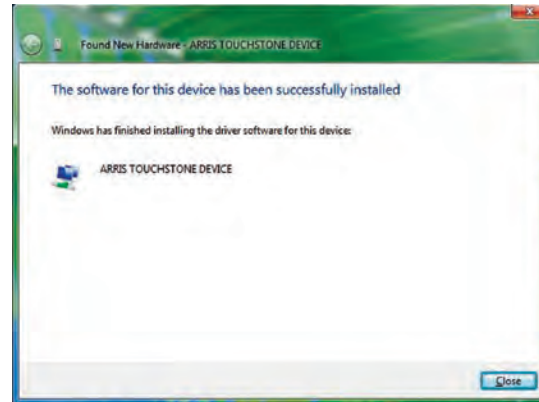 Found New Hardware - ARRIS TOUCHSTONE DEVICE
The software for this device has been successfully installed
Windows has finished installing the driver software for this device:
ARRIS TOUCHSTONE DEVICE
Close